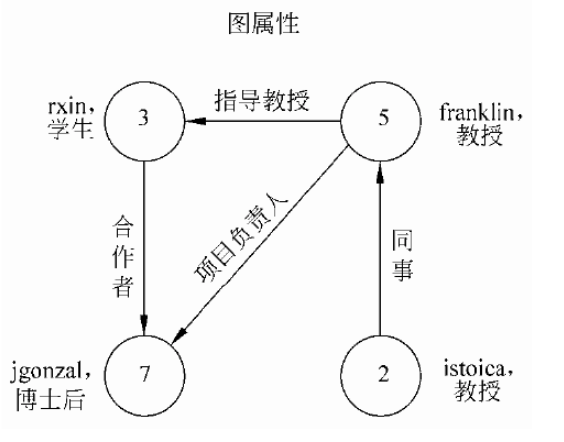 图属性
rxin,
学生
3
指导教授
5
franklin,
教授
合作者
项目负责人
同事
jgonzal,
博士后
7
2
istoica,
教授